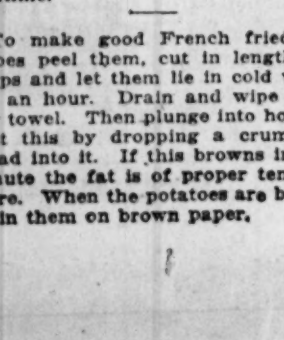 To make good French fried
oes peel them, cut in length
ps and let them lie in cold
an hour. Drain and wipe
towel. Then plunge into ho
t this by dropping a crum
ad into it. If this browns in
ute the fat is of proper tem
re. When the potatoes are b
in them on brown paper.